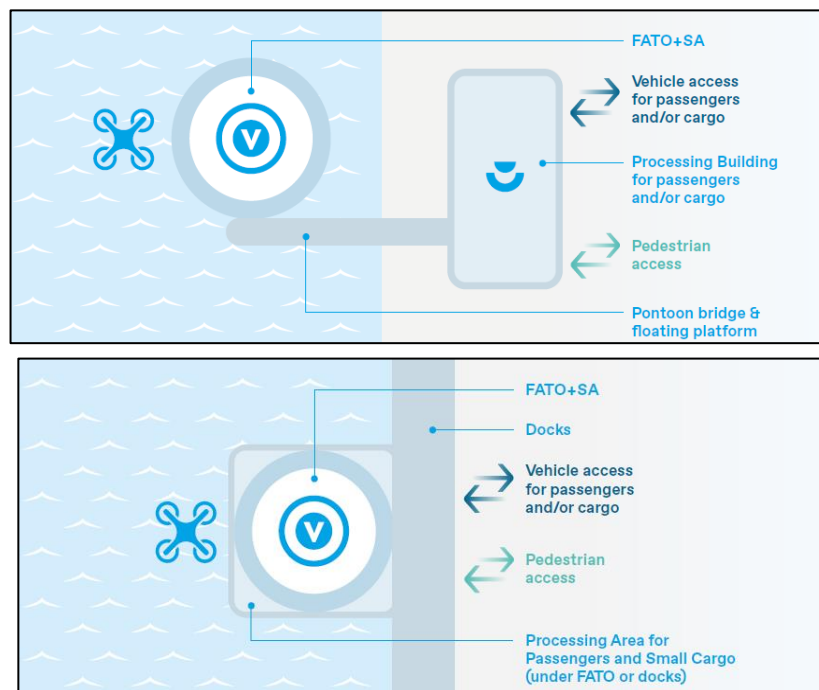 FATO+SA
V
Vehicle access
for passengers
and/or cargo
Processing Building
for passengers
and/or cargo
Pedestrian
access
Pontoon bridge &
floating platform
FATO+SA
Docks
V
Vehicle access
for passengers
and/or cargo
Pedestrian
access
Processing Area for
Passengers and Small Cargo
(under FATO or docks)